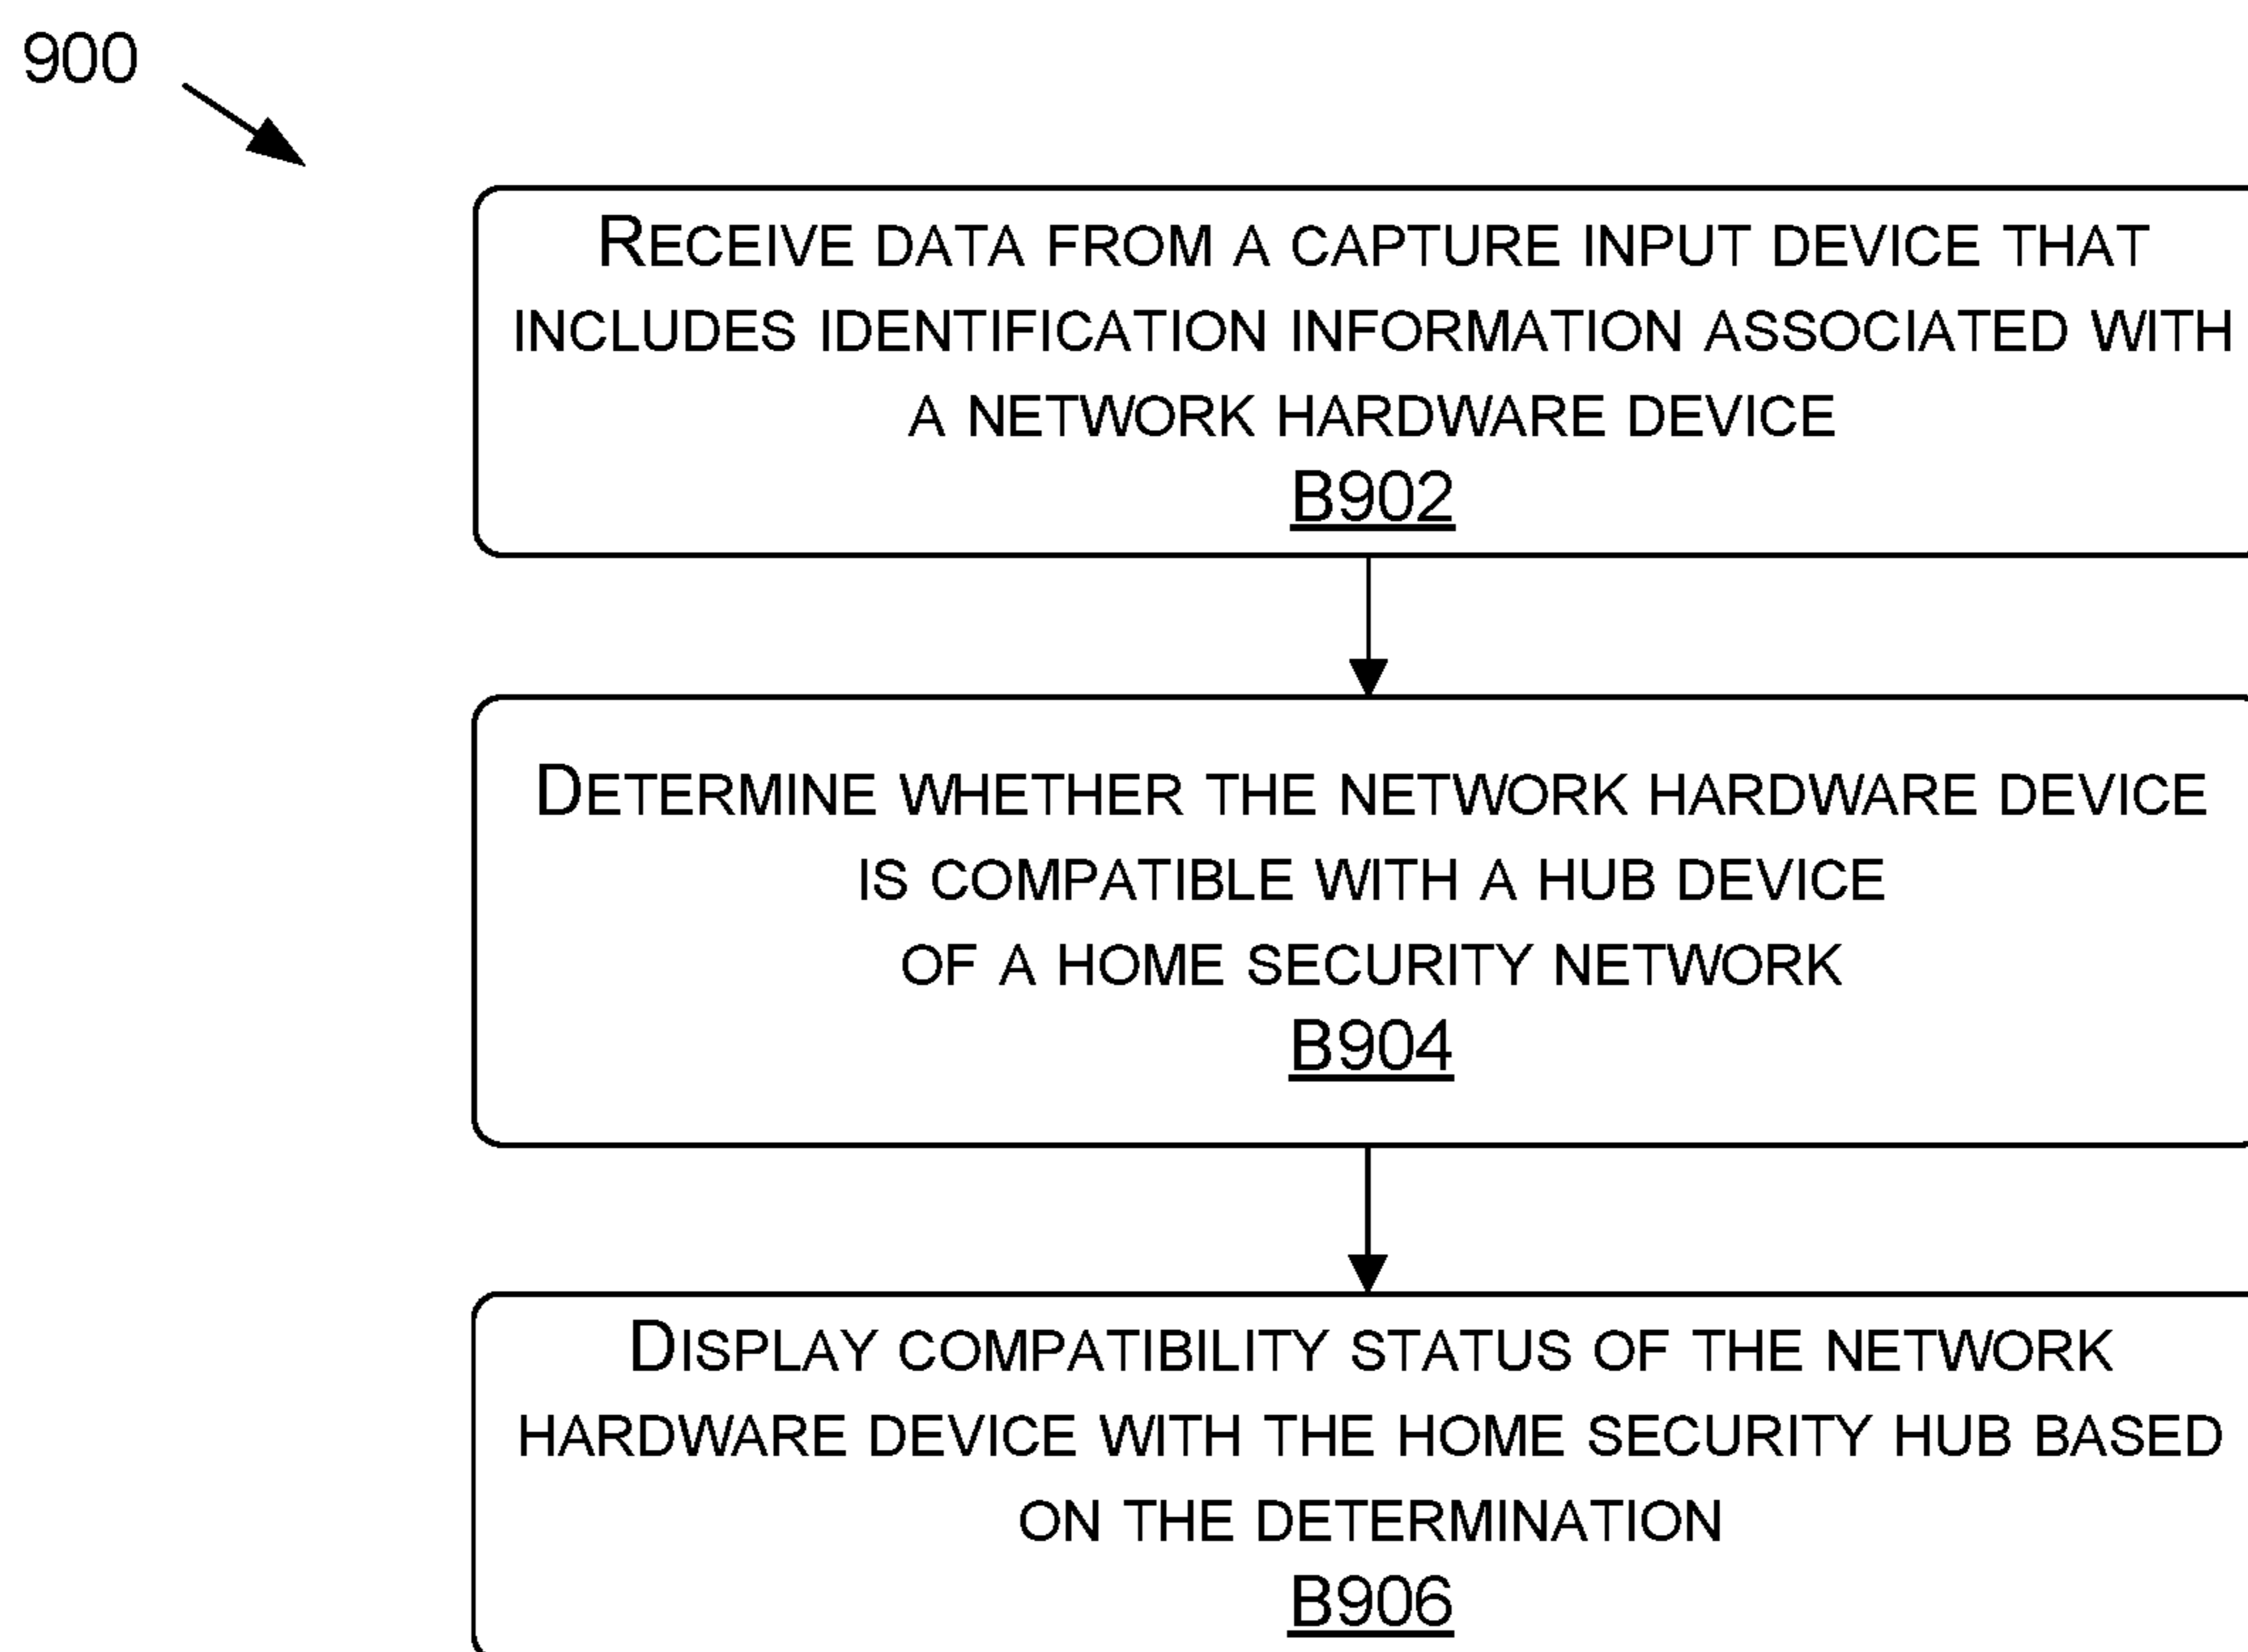 900
RECEIVE DATA FROM A CAPTURE INPUT DEVICE THAT
INCLUDES IDENTIFICATION INFORMATION ASSOCIATED WITH
A NETWORK HARDWARE DEVICE
B902
DETERMINE WHETHER THE NETWORK HARDWARE DEVICE
IS COMPATIBLE WITH A HUB DEVICE
OF A HOME SECURITY NETWORK
B904
DISPLAY COMPATIBILITY STATUS OF THE NETWORK
HARDWARE DEVICE WITH THE HOME SECURITY HUB BASED
ON THE DETERMINATION
B906